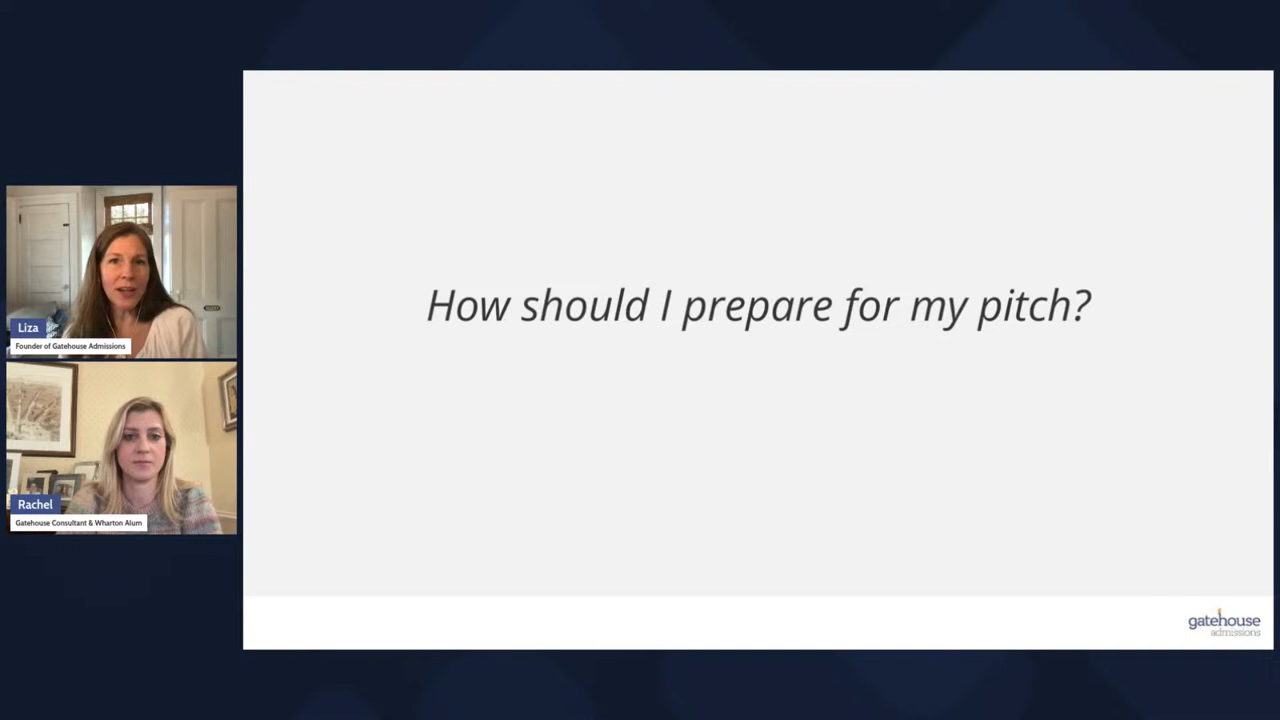 Liza
Founder of Gatehouse Admissions
Rachel
Gatehouse Consultant & Wharton Alum
How should I prepare for my pitch?
gatehouse
admissions